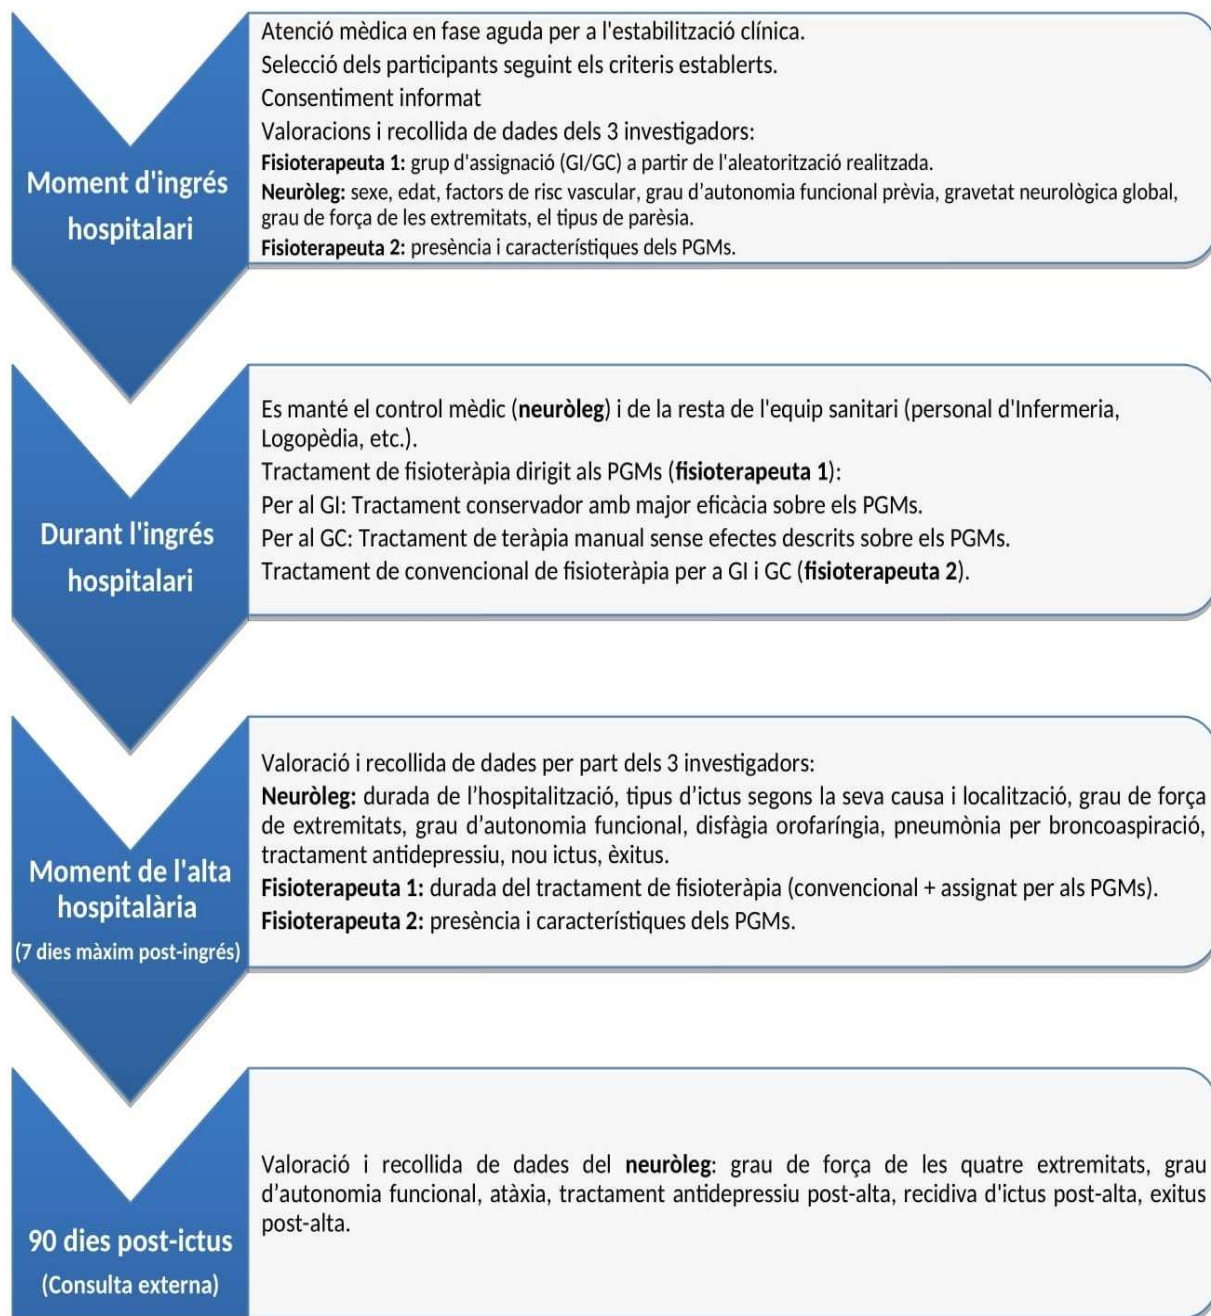 Moment d'ingrés
hospitalari
Atenció mèdica en fase aguda per a l'estabilització clínica.
Selecció dels participants seguint els criteris establerts.
Consentiment informat
Valoracions i recollida de dades dels 3 investigadors:
Fisioterapeuta 1: grup d'assignació (GI/GC) a partir de l'aleatorització realitzada.
Neuròleg: sexe, edat, factors de risc vascular, grau d’autonomia funcional prèvia, gravetat neurològica global,
grau de força de les extremitats, el tipus de parèsia.
Fisioterapeuta 2: presència i característiques dels PGMs.
Durant l'ingrés
hospitalari
Es manté el control mèdic (neuròleg) i de la resta de l'equip sanitari (personal d'Infermeria,
Logopèdia, etc.).
Tractament de fisioteràpia dirigit als PGMs (fisioterapeuta 1):
Per al GI: Tractament conservador amb major eficàcia sobre els PGMs.
Per al GC: Tractament de teràpia manual sense efectes descrits sobre els PGMs.
Tractament de convencional de fisioteràpia per a GI i GC (fisioterapeuta 2).
Moment de l'alta
hospitalària
(7 dies màxim post-ingrés)
Valoració i recollida de dades per part dels 3 investigadors:
Neuròleg: durada de l’hospitalització, tipus d’ictus segons la seva causa i localització, grau de força
de extremitats, grau d’autonomia funcional, disfàgia orofaríngia, pneumònia per broncoaspiració,
tractament antidepressiu, nou ictus, èxitus.
Fisioterapeuta 1: durada del tractament de fisioteràpia (convencional + assignat per als PGMs).
Fisioterapeuta 2: presència i característiques dels PGMs.
90 dies post-ictus
(Consulta externa)
Valoració i recollida de dades del neuròleg: grau de força de les quatre extremitats, grau
d’autonomia funcional, atàxia, tractament antidepressiu post-alta, recidiva d'ictus post-alta, exitus
post-alta.